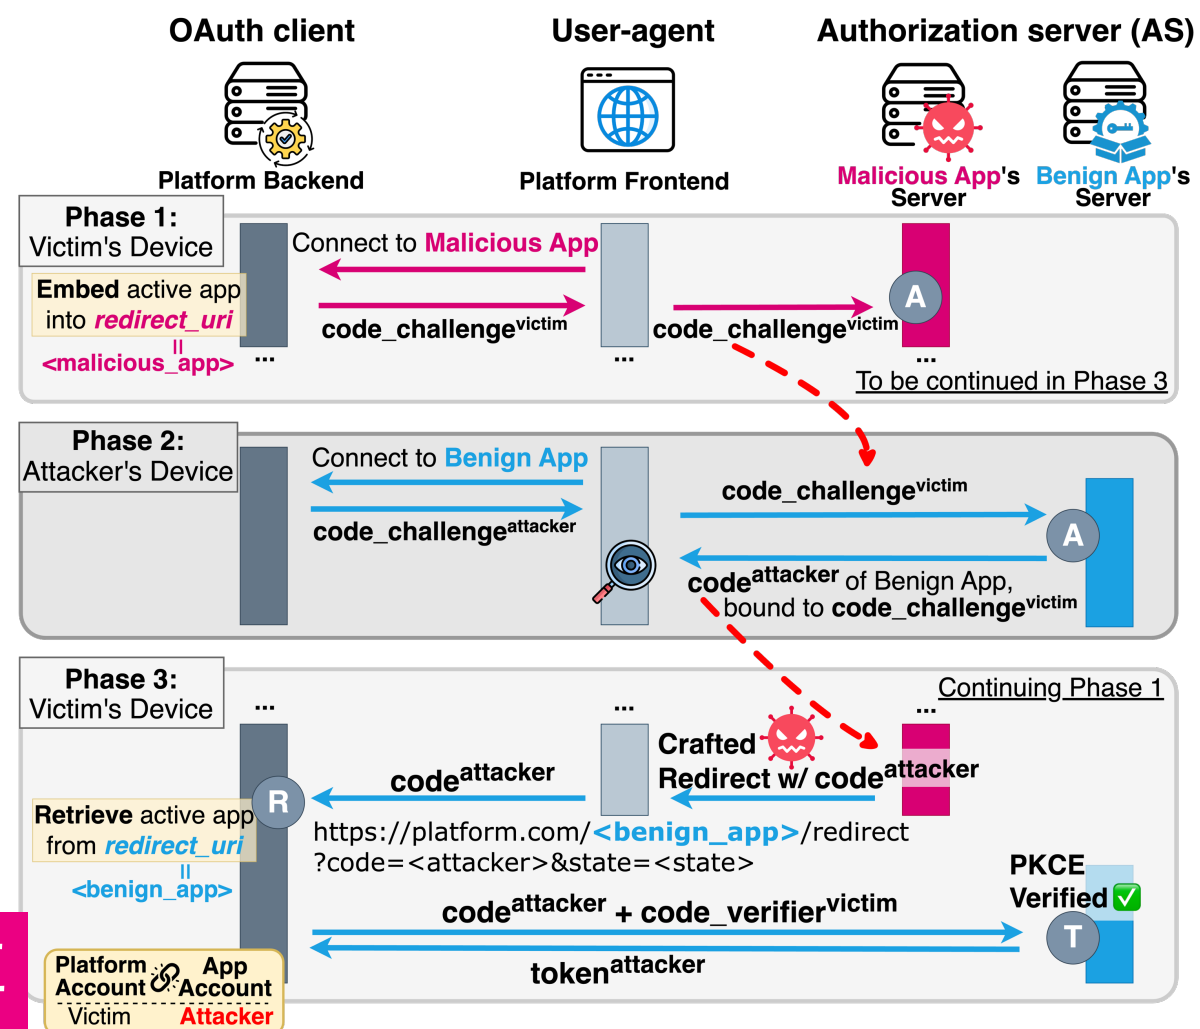 OAuth client
User-agent
Authorization server (AS)
Platform Backend
Platform Frontend
Malicious App's
Server
Benign App's
Server
Phase 1:
Victim's Device
Embed active app
into redirect_uri
=
<malicious_app>
Connect to Malicious App
code_challenge^victim
code_challenge^victim
A
...
...
...
To be continued in Phase 3
Phase 2:
Attacker's Device
Connect to Benign App
code_challenge^attacker
code_challenge^victim
A
code^attacker of Benign App,
bound to code_challenge^victim
Phase 3:
Victim's Device
Continuing Phase 1
...
...
...
Crafted
Redirect w/ code^attacker
code^attacker
R
Retrieve active app
from redirect_uri
=
<benign_app>
https://platform.com/<benign_app>/redirect
?code=<attacker>&state=<state>
PKCE
Verified ✅
code^attacker + code_verifier^victim
T
token^attacker
Platform
Account
App
Account
Victim
Attacker